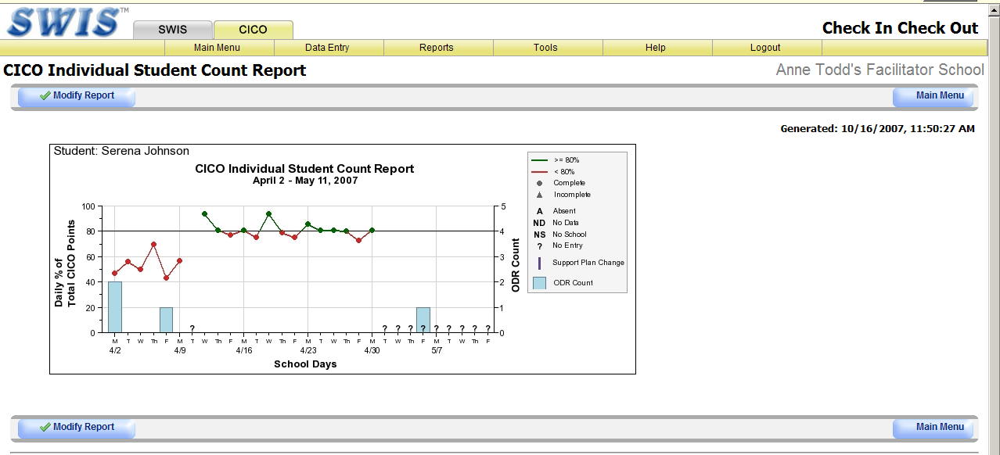 SWIS™
SWIS CICO
Check In Check Out
Main Menu Data Entry Reports Tools Help Logout
CICO Individual Student Count Report
Anne Todd's Facilitator School
Modify Report Main Menu
Generated: 10/16/2007, 11:50:27 AM
Student: Serena Johnson
CICO Individual Student Count Report
April 2 - May 11, 2007
>= 80%
< 80%
Complete
Incomplete
A Absent
ND No Data
NS No School
? No Entry
Support Plan Change
ODR Count
Daily % of
Total CICO Points
100
80
60
40
20
0
5
4
3
2
1
0
ODR Count
? ? ? ? ? ? ? ? ? ?
M T W Th F M T W Th F M T W Th F M T W Th F M T W Th F M T W Th F
4/2 4/9 4/16 4/23 4/30 5/7
School Days
Modify Report Main Menu